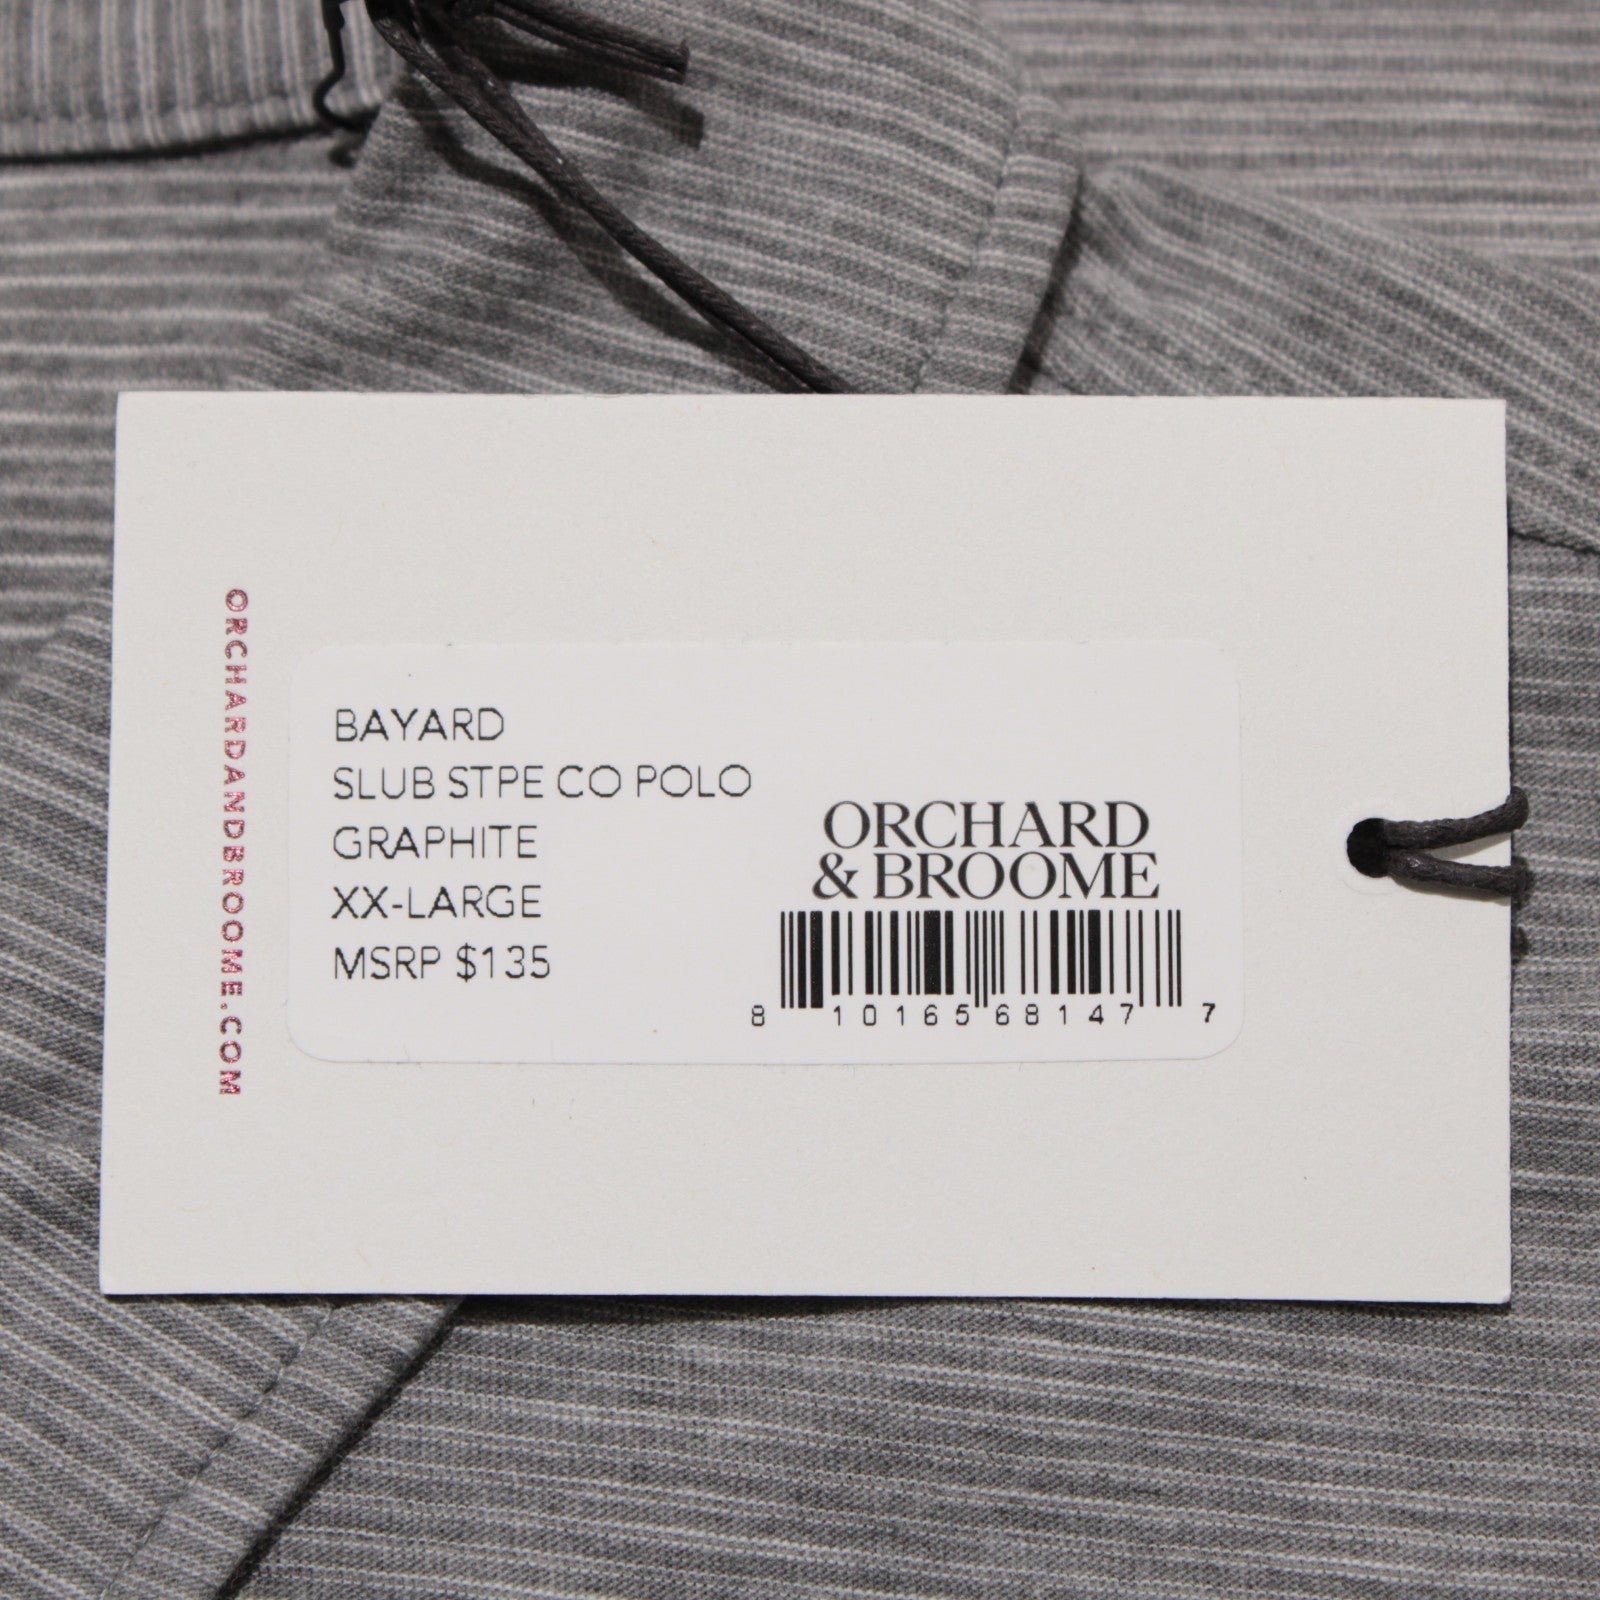 ORCHARDANDBROOME.COM
BAYARD
SLUB STPE CO POLO
GRAPHITE
XX-LARGE
MSRP $135
ORCHARD
& BROOME
8 10165 68147 7